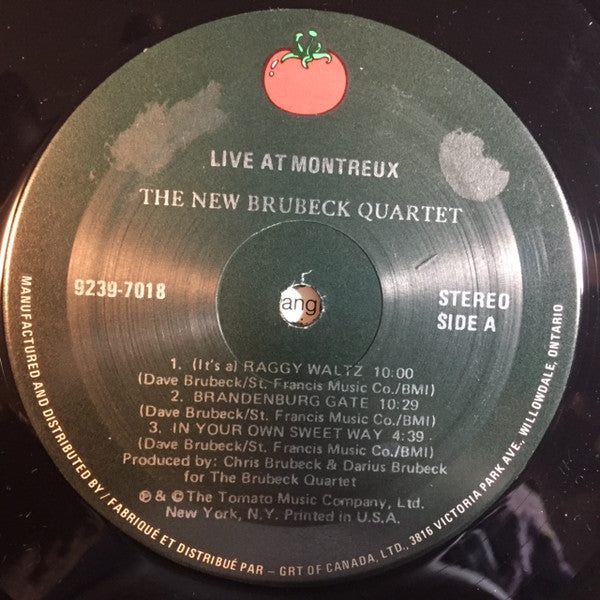 LIVE AT MONTREUX
THE NEW BRUBECK QUARTET
9239-7018
STEREO
SIDE A
ang
1. (It's a) RAGGY WALTZ 10:00
(Dave Brubeck/St. Francis Music Co./BMI)
2. BRANDENBURG GATE 10:29
(Dave Brubeck/St. Francis Music Co./BMI)
3. IN YOUR OWN SWEET WAY 4:39
(Dave Brubeck/St. Francis Music Co./BMI)
Produced by: Chris Brubeck & Darius Brubeck
for The Brubeck Quartet
℗ & © The Tomato Music Company, Ltd.
New York, N.Y. Printed in U.S.A.
MANUFACTURED AND DISTRIBUTED BY / FABRIQUÉ ET DISTRIBUÉ PAR – GRT OF CANADA, LTD., 3816 VICTORIA PARK AVE., WILLOWDALE, ONTARIO